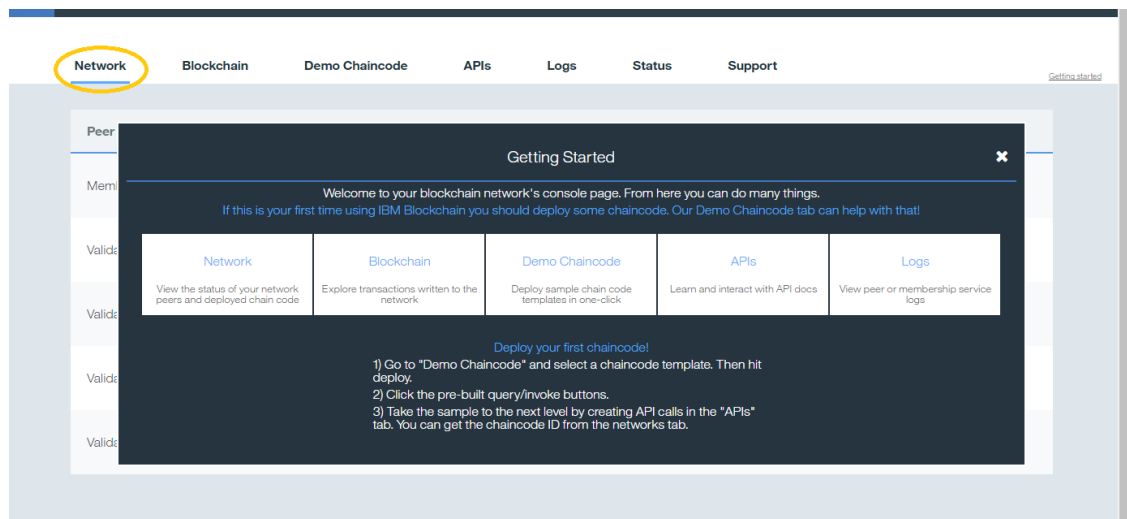 Network Blockchain Demo Chaincode APIs Logs Status Support
Getting started
Peer
Getting Started
Welcome to your blockchain network's console page. From here you can do many things.
If this is your first time using IBM Blockchain you should deploy some chaincode. Our Demo Chaincode tab can help with that!
Network
View the status of your network
peers and deployed chain code
Blockchain
Explore transactions written to the
network
Demo Chaincode
Deploy sample chain code
templates in one-click
APIs
Learn and interact with API docs
Logs
View peer or membership service
logs
Deploy your first chaincode!
1) Go to "Demo Chaincode" and select a chaincode template. Then hit
deploy.
2) Click the pre-built query/invoke buttons.
3) Take the sample to the next level by creating API calls in the "APIs"
tab. You can get the chaincode ID from the networks tab.